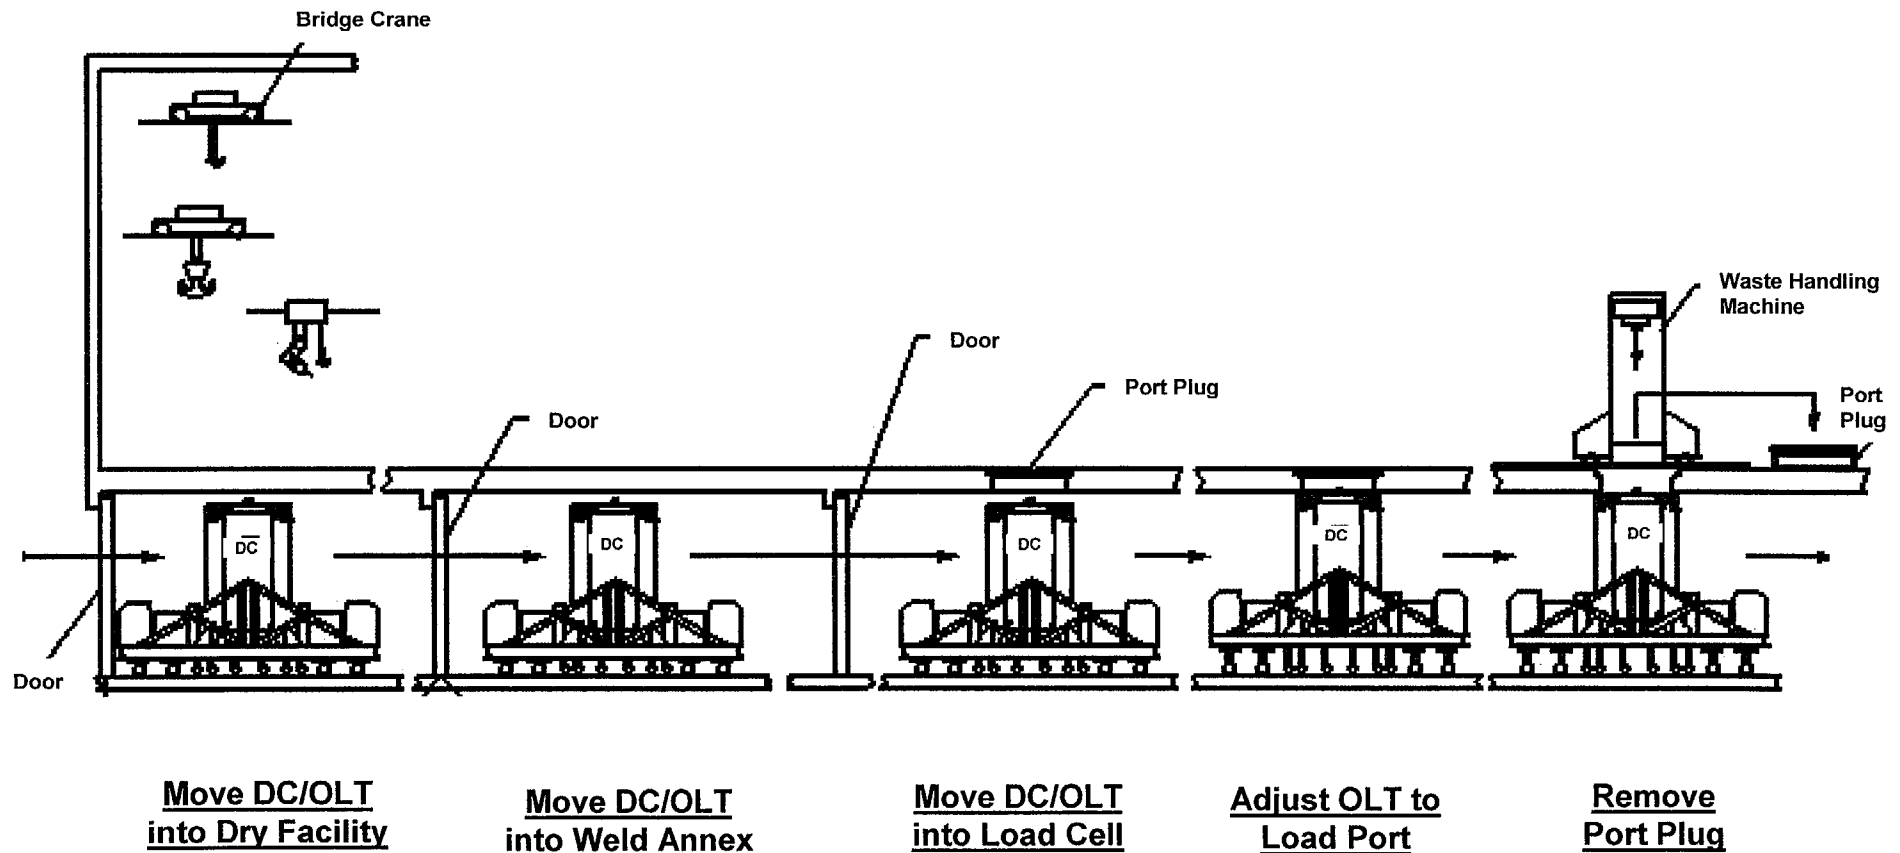 Bridge Crane
Waste Handling
Machine
Door
Port Plug
Port
Plug
Door
DC
DC
DC
DC
DC
Door
Move DC/OLT
into Dry Facility
Move DC/OLT
into Weld Annex
Move DC/OLT
into Load Cell
Adjust OLT to
Load Port
Remove
Port Plug